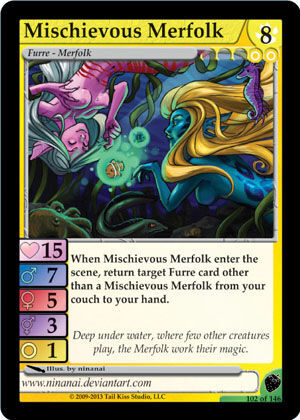 Mischievous Merfolk 8
Furre - Merfolk
15
7
5
3
1
When Mischievous Merfolk enter the
scene, return target Furre card other
than a Mischievous Merfolk from your
couch to your hand.
Deep under water, where few other creatures
play, the Merfolk work their magic.
Illus. by ninanai
www.ninanai.deviantart.com
© 2009-2013 Tail Kiss Studio, LLC
102 of 146